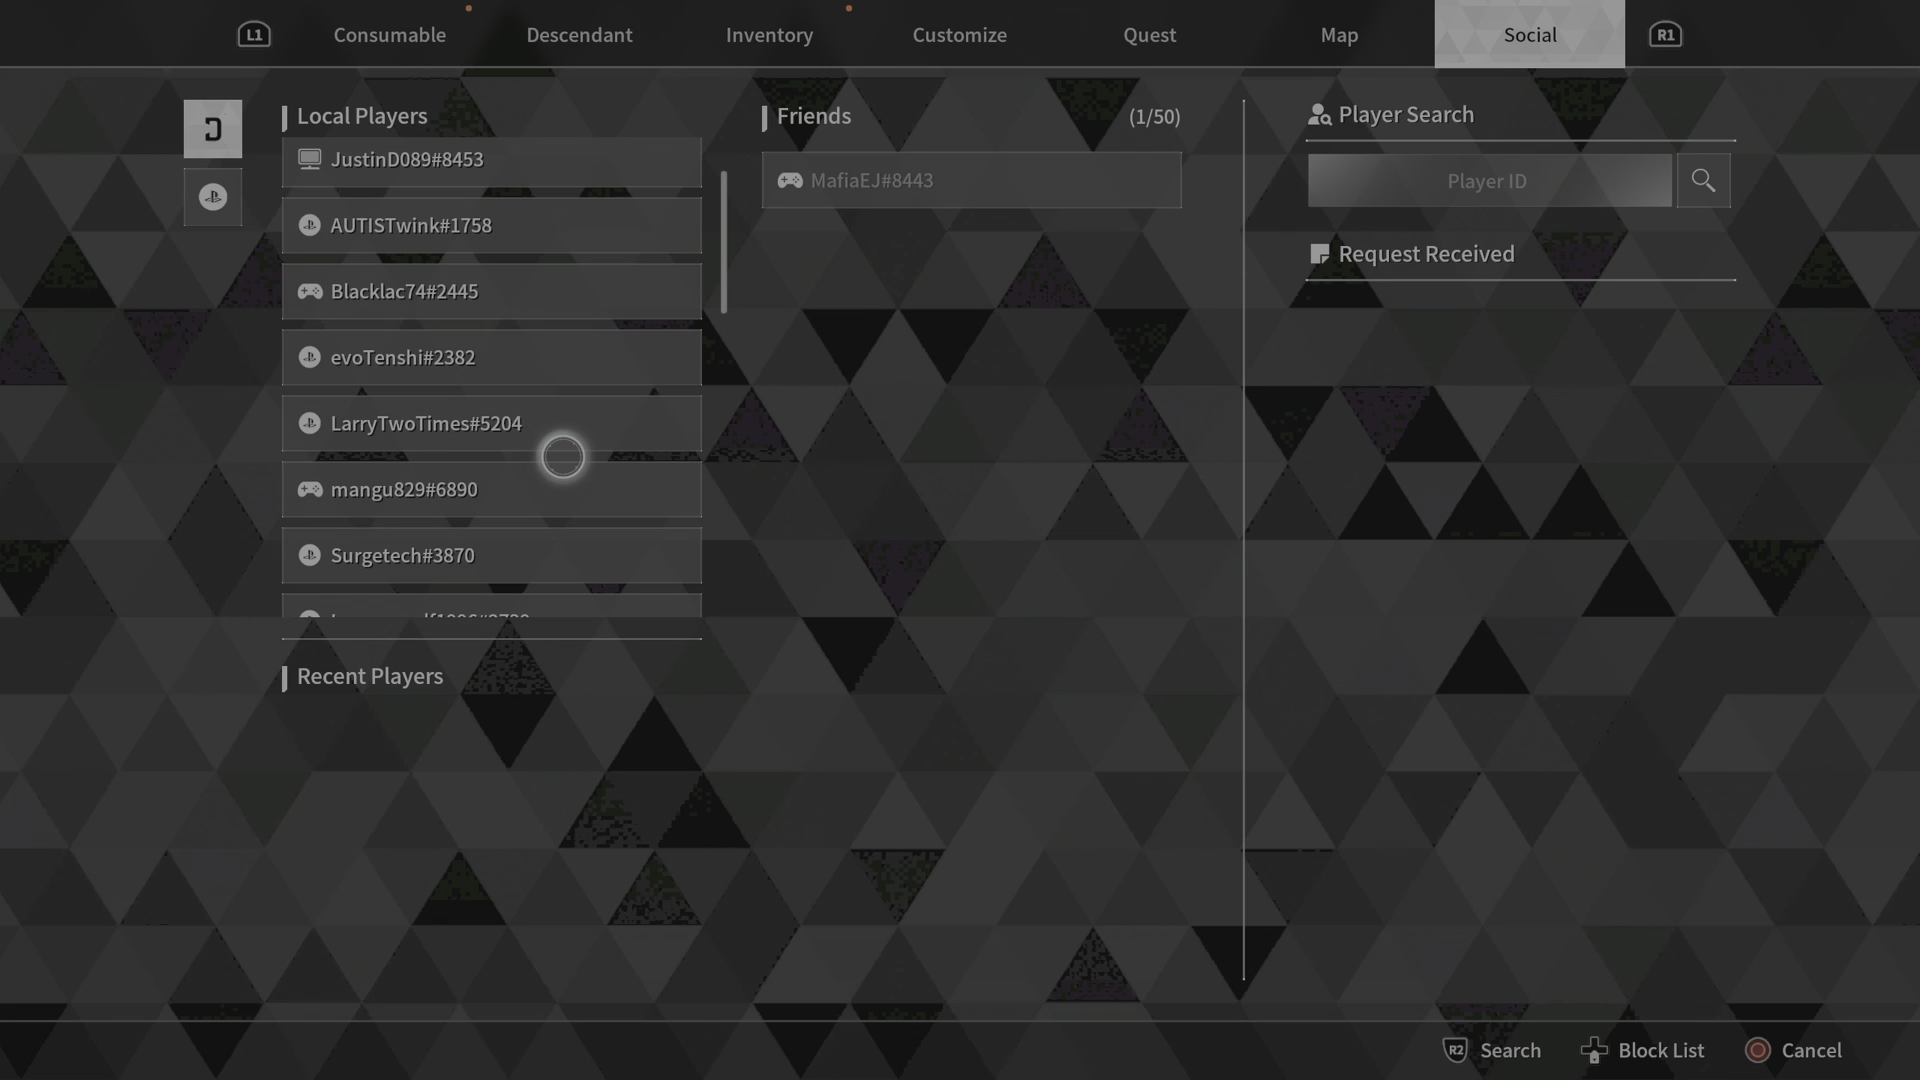 L1 Consumable Descendant Inventory Customize Quest Map Social R1
Local Players
JustinD089#8453
AUTISTwink#1758
Blacklac74#2445
evoTenshi#2382
LarryTwoTimes#5204
mangu829#6890
Surgetech#3870
Recent Players
Friends (1/50)
MafiaEJ#8443
Player Search
Player ID
Request Received
R2 Search Block List Cancel